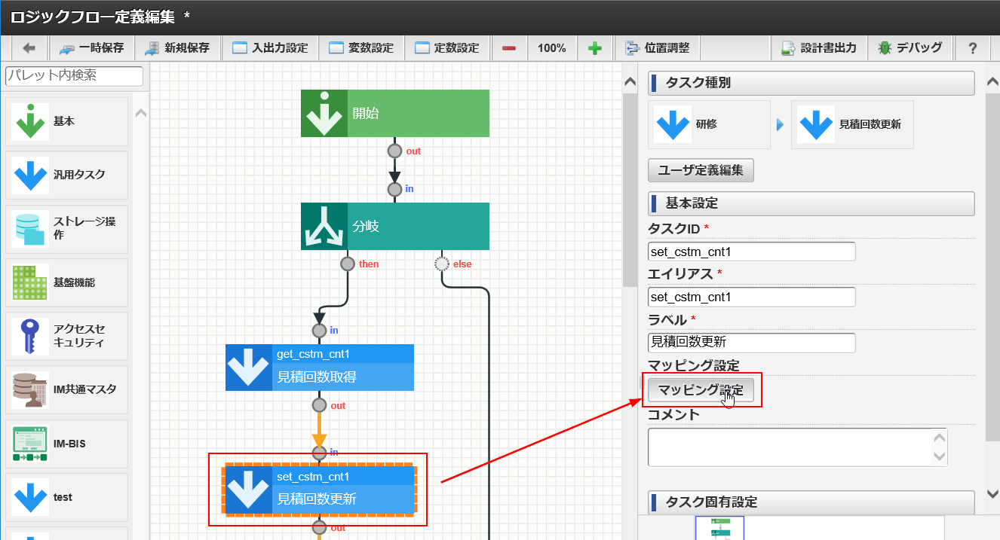 ロジックフロー定義編集 *
一時保存
新規保存
入出力設定
変数設定
定数設定
100%
位置調整
設計書出力
デバッグ
?
パレット内検索
基本
汎用タスク
ストレージ操
作
基盤機能
アクセスセ
キュリティ
IM共通マスタ
IM-BIS
test
開始
out
in
分岐
then
else
in
get_cstm_cnt1
見積回数取得
out
in
set_cstm_cnt1
見積回数更新
out
タスク種別
研修
見積回数更新
ユーザ定義編集
基本設定
タスクID *
set_cstm_cnt1
エイリアス *
set_cstm_cnt1
ラベル *
見積回数更新
マッピング設定
マッピング設定
コメント
タスク固有設定